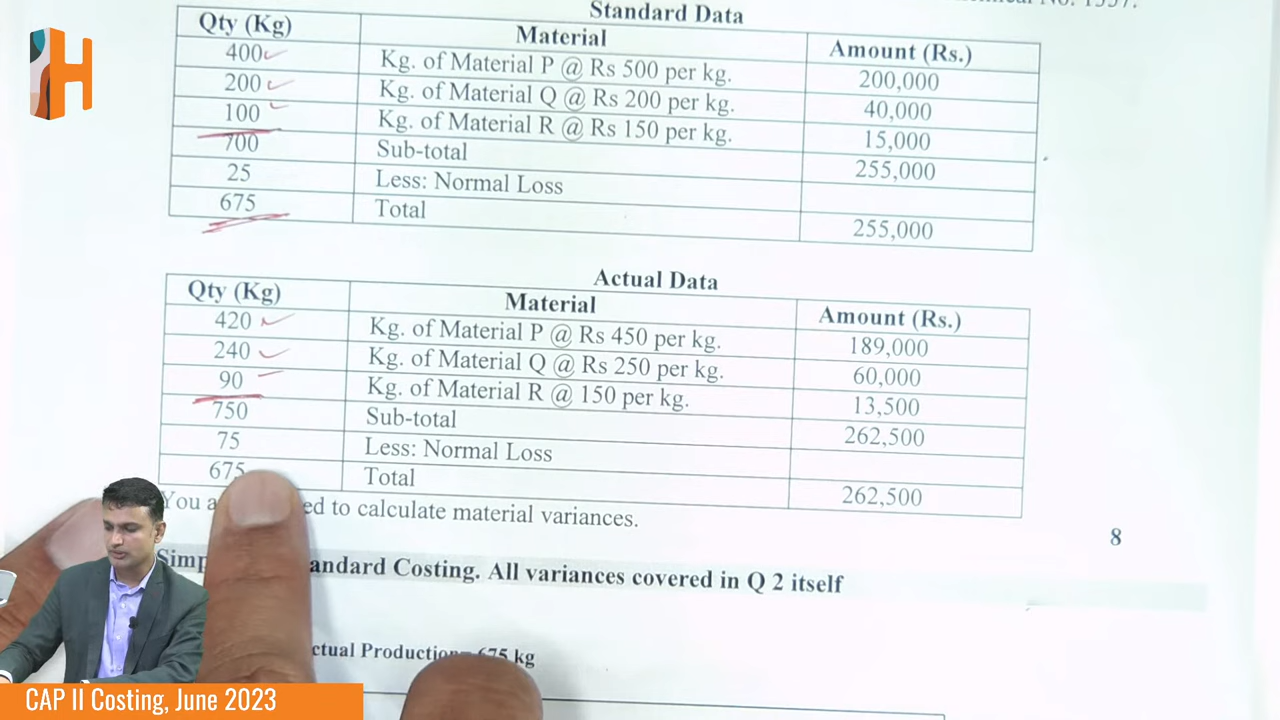 No. 1337.
Standard Data
Qty (Kg) Material Amount (Rs.)
400 Kg. of Material P @ Rs 500 per kg. 200,000
200 Kg. of Material Q @ Rs 200 per kg. 40,000
100 Kg. of Material R @ Rs 150 per kg. 15,000
700 Sub-total 255,000
25 Less: Normal Loss
675 Total 255,000
Actual Data
Qty (Kg) Material Amount (Rs.)
420 Kg. of Material P @ Rs 450 per kg. 189,000
240 Kg. of Material Q @ Rs 250 per kg. 60,000
90 Kg. of Material R @ 150 per kg. 13,500
750 Sub-total 262,500
75 Less: Normal Loss
675 Total 262,500
You to calculate material variances.
8
Standard Costing. All variances covered in Q 2 itself
Production 675 kg
H
CAP II Costing, June 2023